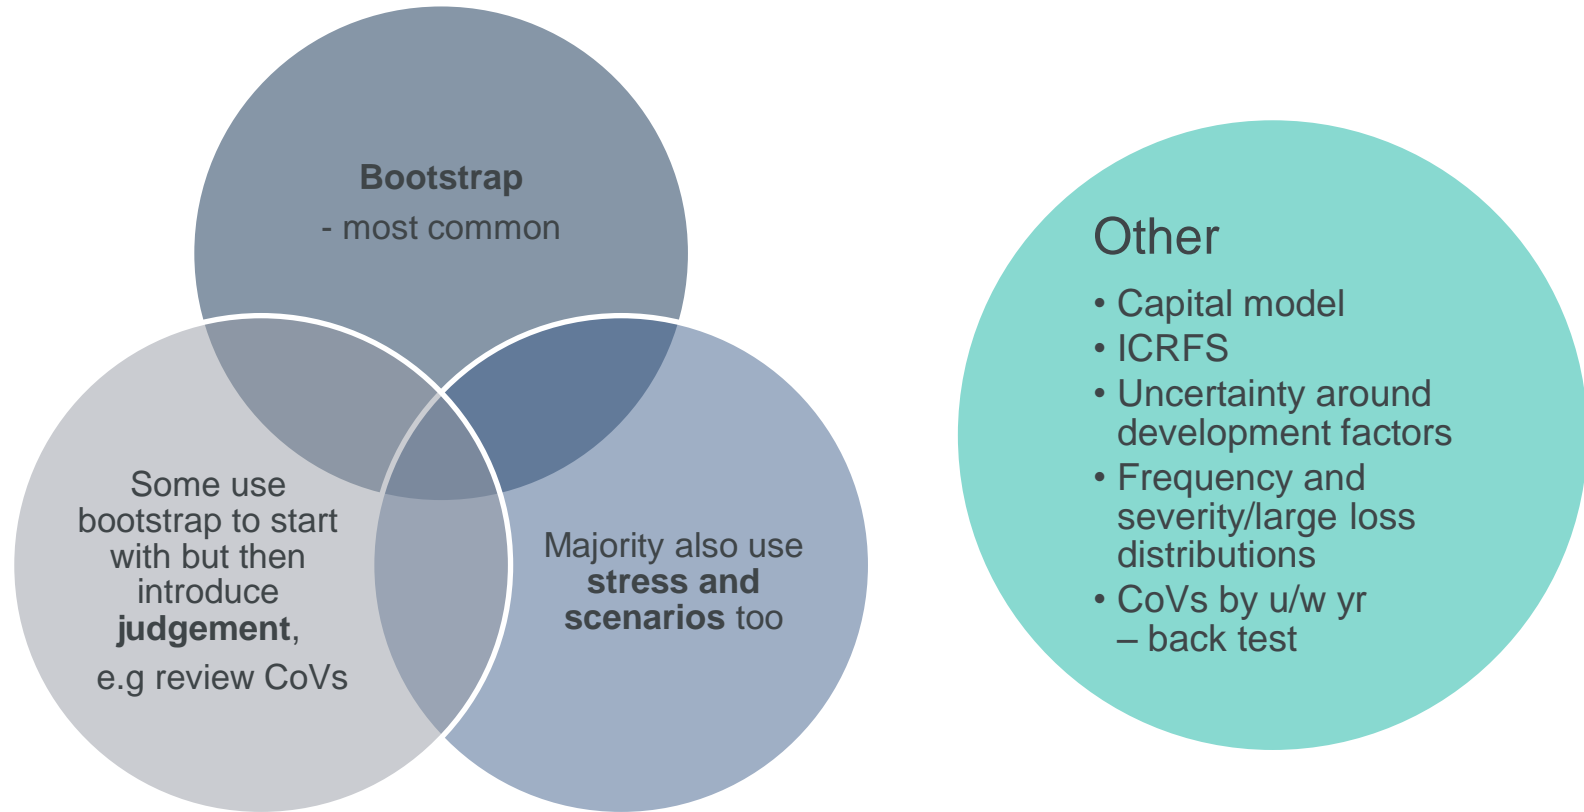 Bootstrap
- most common
Some use
bootstrap to start
with but then
introduce
judgement,
e.g review CoVs
Majority also use
stress and
scenarios too
Other
• Capital model
• ICRFS
• Uncertainty around
development factors
• Frequency and
severity/large loss
distributions
• CoVs by u/w yr
– back test